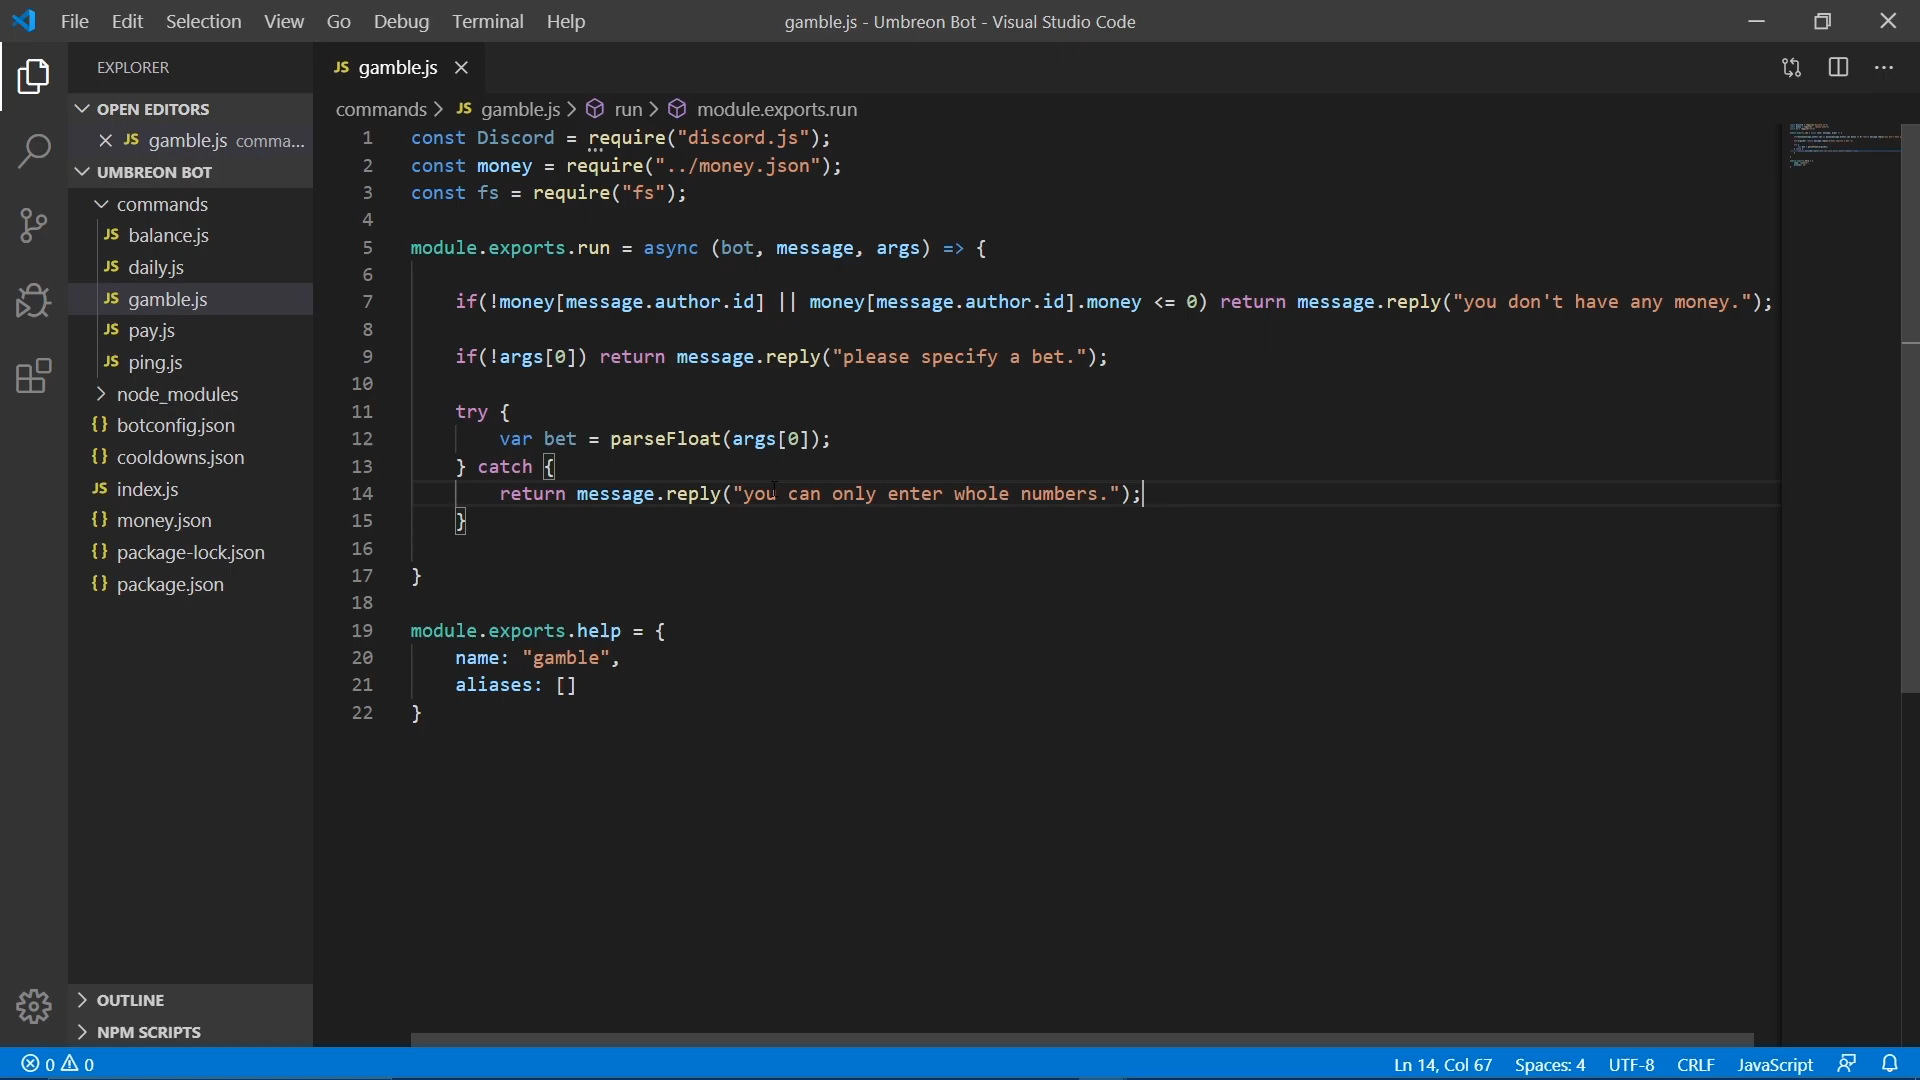 File Edit Selection View Go Debug Terminal Help
gamble.js - Umbreon Bot - Visual Studio Code
EXPLORER
OPEN EDITORS
JS gamble.js comma...
UMBREON BOT
commands
JS balance.js
JS daily.js
JS gamble.js
JS pay.js
JS ping.js
node_modules
{} botconfig.json
{} cooldowns.json
JS index.js
{} money.json
{} package-lock.json
{} package.json
OUTLINE
NPM SCRIPTS
JS gamble.js
commands > JS gamble.js > run > module.exports.run
1 const Discord = require("discord.js");
2 const money = require("../money.json");
3 const fs = require("fs");
4
5 module.exports.run = async (bot, message, args) => {
6
7 if(!money[message.author.id] || money[message.author.id].money <= 0) return message.reply("you don't have any money.");
8
9 if(!args[0]) return message.reply("please specify a bet.");
10
11 try {
12 var bet = parseFloat(args[0]);
13 } catch {
14 return message.reply("you can only enter whole numbers.");
15 }
16
17 }
18
19 module.exports.help = {
20 name: "gamble",
21 aliases: []
22 }
0 0
Ln 14, Col 67 Spaces: 4 UTF-8 CRLF JavaScript